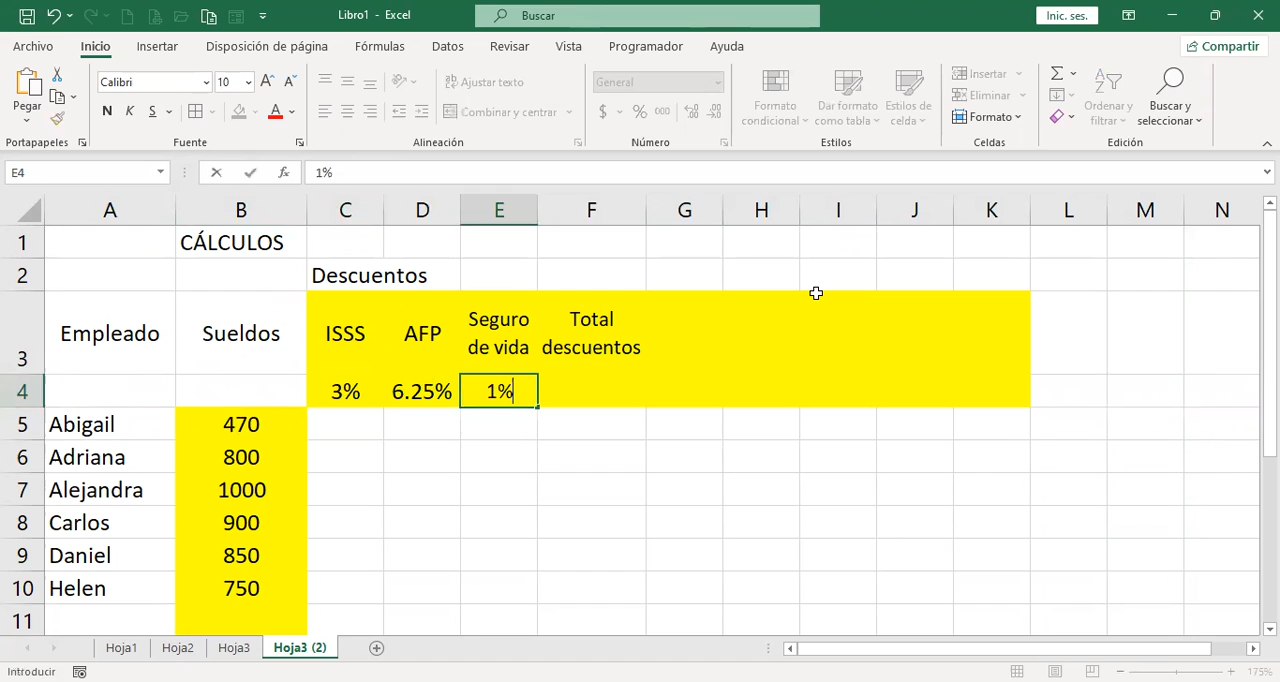 Libro1 - Excel
Buscar
Inic. ses.
Archivo Inicio Insertar Disposición de página Fórmulas Datos Revisar Vista Programador Ayuda
Compartir
Pegar
Calibri 10 A A
N K S A
Ajustar texto
Combinar y centrar
General
$ % 000
Formato condicional
Dar formato como tabla
Estilos de celda
Insertar
Eliminar
Formato
Ordenar y filtrar
Buscar y seleccionar
Portapapeles Fuente Alineación Número Estilos Celdas Edición
E4 fx 1%
A B C D E F G H I J K L M N
1 CÁLCULOS
2 Descuentos
3 Empleado Sueldos ISSS AFP Seguro de vida Total descuentos
4 3% 6.25% 1%
5 Abigail 470
6 Adriana 800
7 Alejandra 1000
8 Carlos 900
9 Daniel 850
10 Helen 750
11
Hoja1 Hoja2 Hoja3 Hoja3 (2)
Introducir 175%